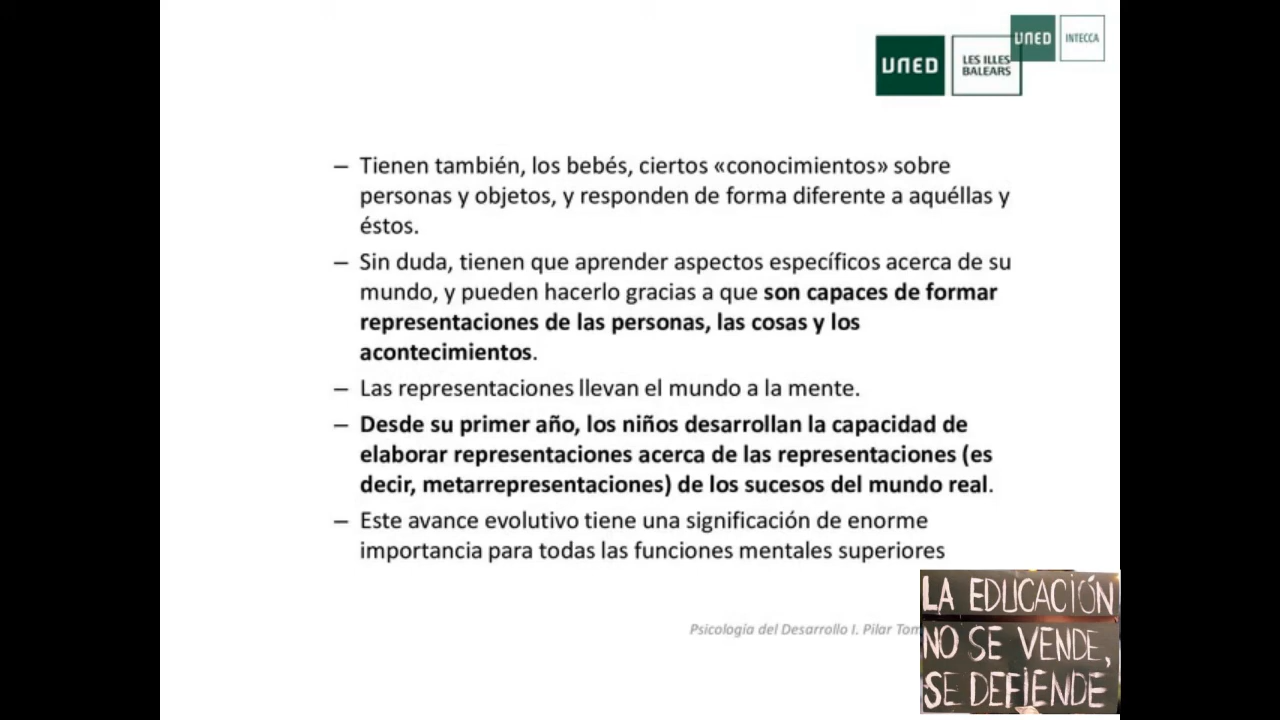 UNED
INTECCA
UNED
LES ILLES
BALEARS
– Tienen también, los bebés, ciertos «conocimientos» sobre
personas y objetos, y responden de forma diferente a aquéllas y
éstos.
– Sin duda, tienen que aprender aspectos específicos acerca de su
mundo, y pueden hacerlo gracias a que son capaces de formar
representaciones de las personas, las cosas y los
acontecimientos.
– Las representaciones llevan el mundo a la mente.
– Desde su primer año, los niños desarrollan la capacidad de
elaborar representaciones acerca de las representaciones (es
decir, metarrepresentaciones) de los sucesos del mundo real.
– Este avance evolutivo tiene una significación de enorme
importancia para todas las funciones mentales superiores
Psicología del Desarrollo I. Pilar
LA EDUCACIÓN
NO SE VENDE,
SE DEFIENDE